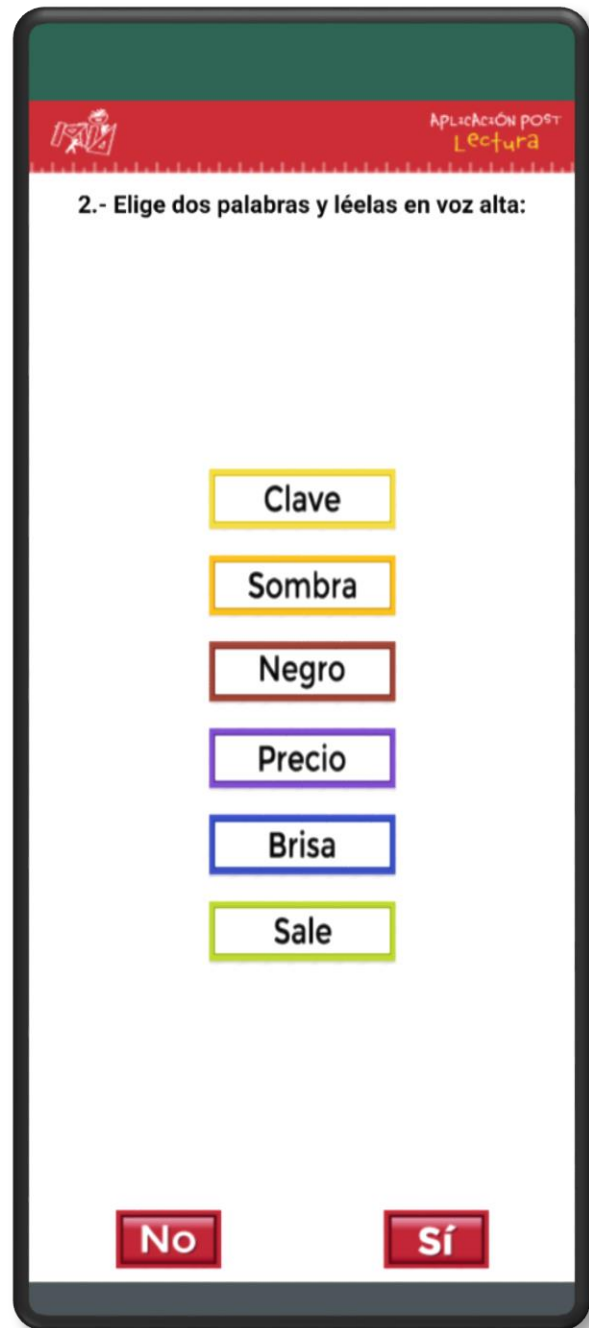 APLICACIÓN POST
Lectura
2.- Elige dos palabras y léelas en voz alta:
Clave
Sombra
Negro
Precio
Brisa
Sale
No
Sí